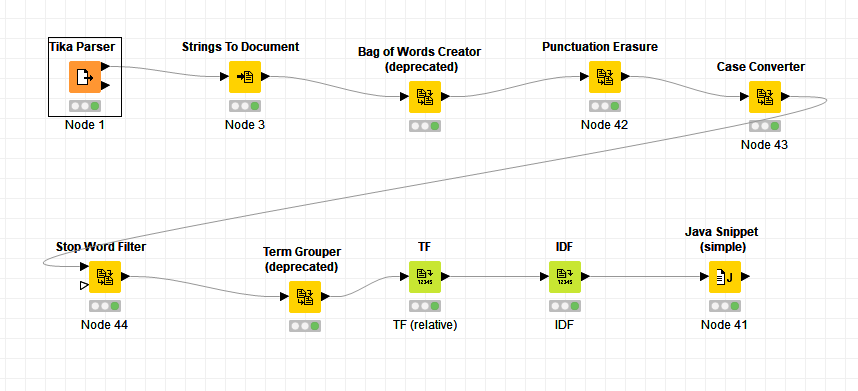 Tika Parser
Node 1
Strings To Document
Node 3
Bag of Words Creator
(deprecated)
Punctuation Erasure
Node 42
Case Converter
Node 43
Stop Word Filter
Node 44
Term Grouper
(deprecated)
TF
12345
TF (relative)
IDF
12345
IDF
Java Snippet
(simple)
J
Node 41